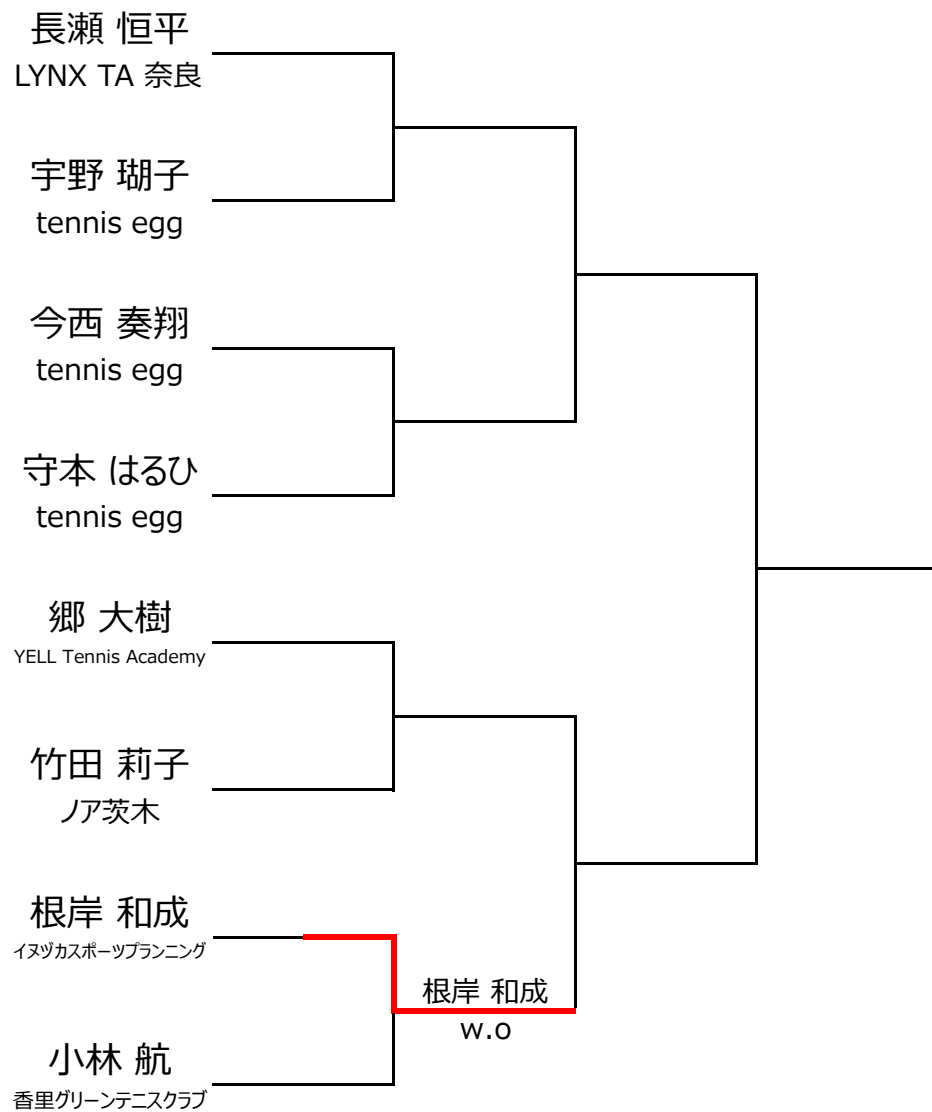 長瀬 恒平
LYNX TA 奈良
宇野 瑚子
tennis egg
今西 奏翔
tennis egg
守本 はるひ
tennis egg
郷 大樹
YELL Tennis Academy
竹田 莉子
ノア茨木
根岸 和成
イヌヅカスポーツプランニング
根岸 和成
w.o
小林 航
香里グリーンテニスクラブ